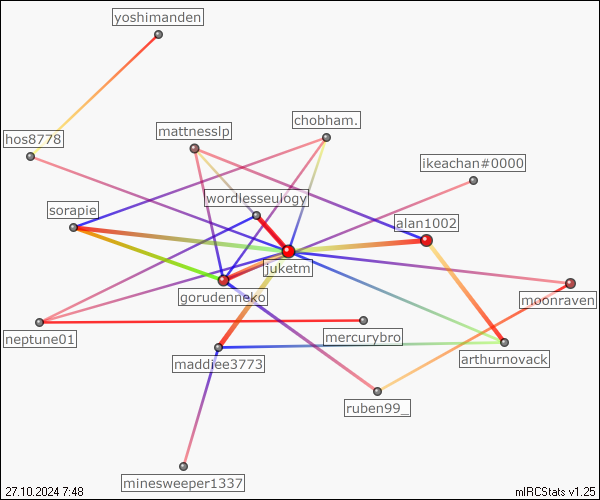 yoshimanden
chobham.
mattnesslp
hos8778
ikeachan#0000
wordlesseulogy
sorapie
alan1002
juketm
gorudenneko
moonraven
neptune01
mercurybro
arthurnovack
maddiee3773
ruben99_
minesweeper1337
27.10.2024 7:48
mIRCStats v1.25